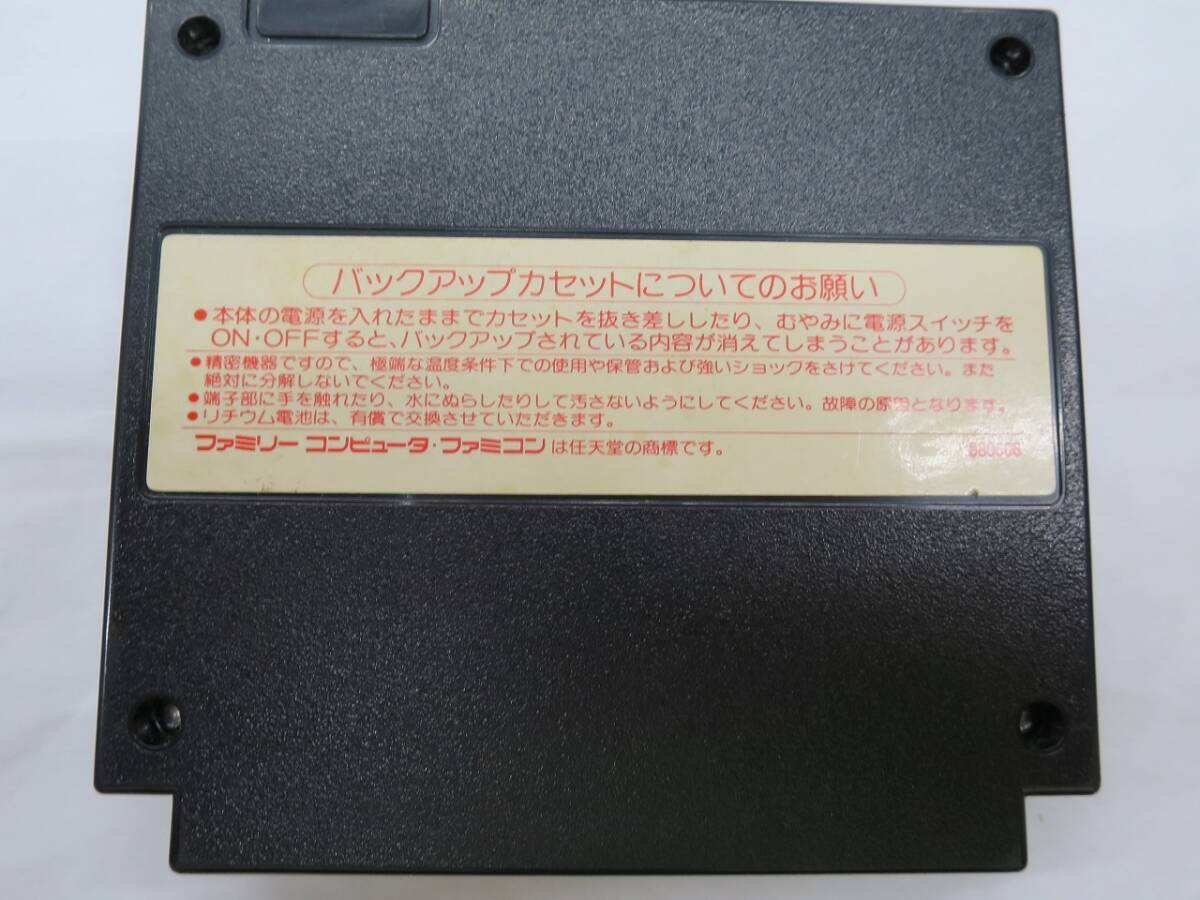 バックアップカセットについてのお願い
●本体の電源を入れたままでカセットを抜き差ししたり、むやみに電源スイッチを
ON・OFFすると、バックアップされている内容が消えてしまうことがあります。
●精密機器ですので、極端な温度条件下での使用や保管および強いショックをさけてください。また
絶対に分解しないでください。
●端子部に手を触れたり、水にぬらしたりして汚さないようにしてください。故障の原因となります。
●リチウム電池は、有償で交換させていただきます。
ファミリー コンピュータ・ファミコン は任天堂の商標です。